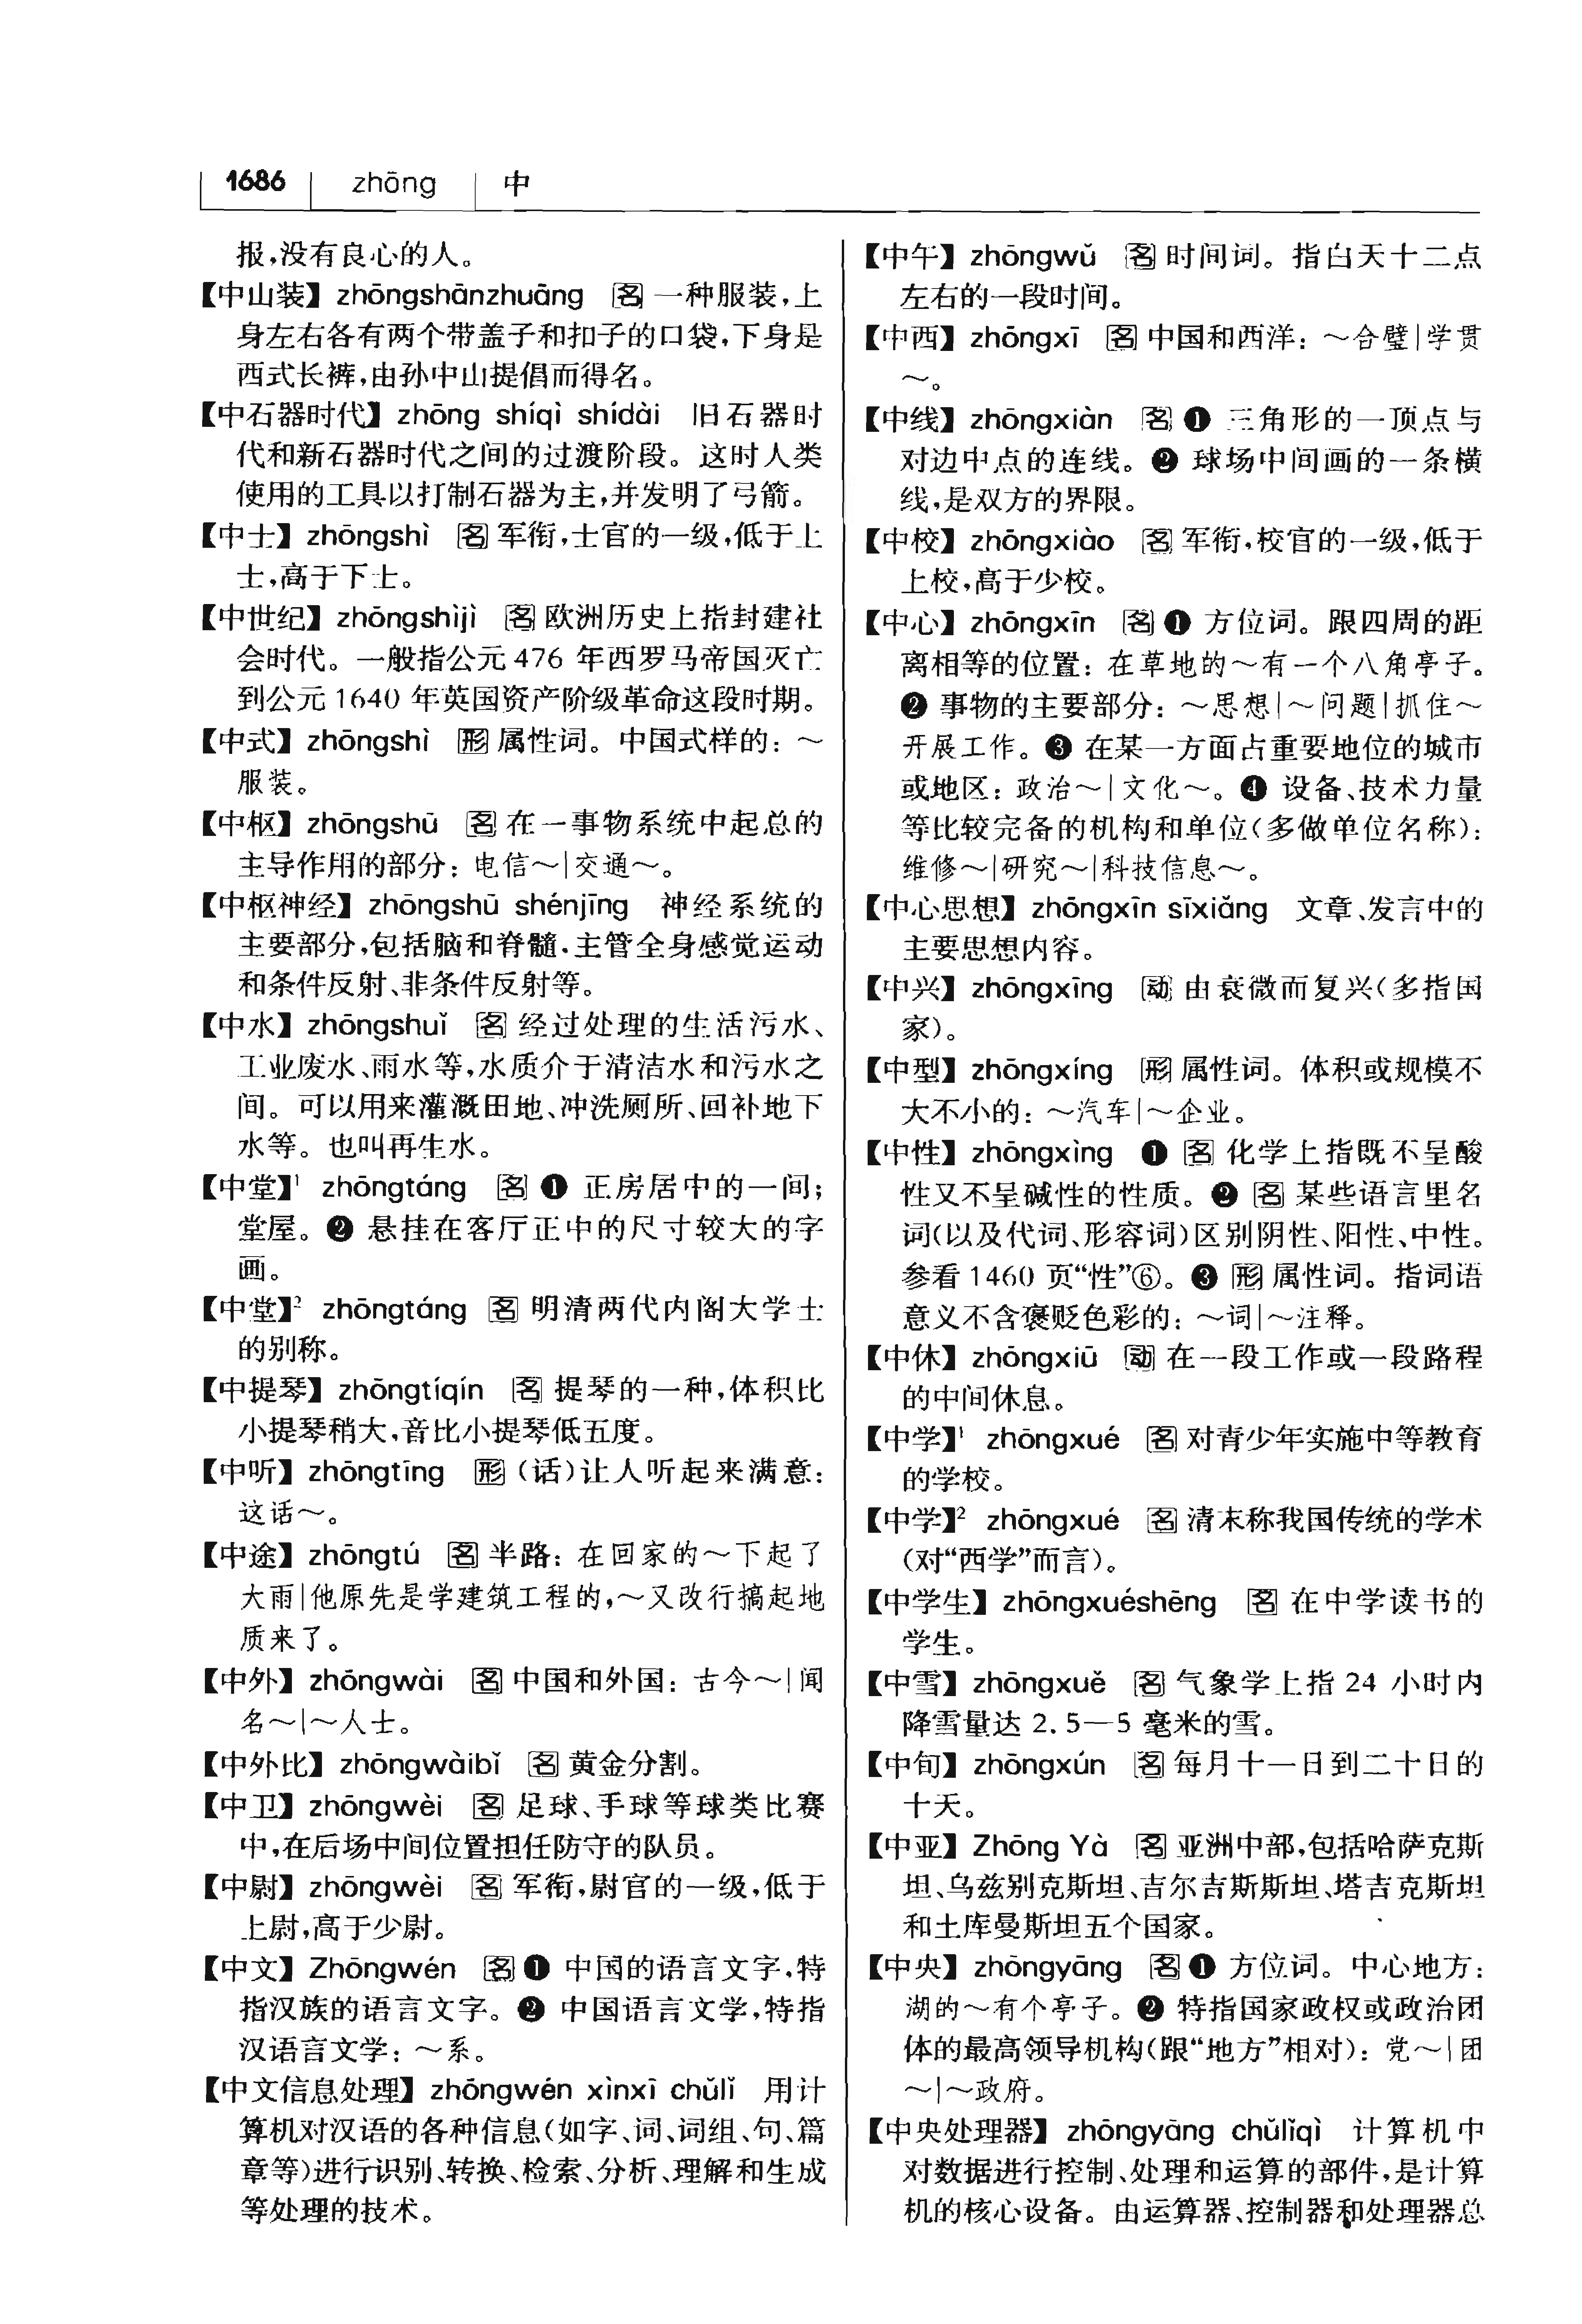 1686 zhōng 中
报,没有良心的人。
【中山装】 zhōngshānzhuāng 名 一种服装,上
身左右各有两个带盖子和扣子的口袋,下身是
西式长裤,由孙中山提倡而得名。
【中石器时代】 zhōng shíqì shídài 旧石器时
代和新石器时代之间的过渡阶段。这时人类
使用的工具以打制石器为主,并发明了弓箭。
【中士】 zhōngshì 名 军衔,士官的一级,低于上
士,高于下士。
【中世纪】 zhōngshìjì 名 欧洲历史上指封建社
会时代。一般指公元 476 年西罗马帝国灭亡
到公元 1640 年英国资产阶级革命这段时期。
【中式】 zhōngshì 形 属性词。中国式样的:~
服装。
【中枢】 zhōngshū 名 在一事物系统中起总的
主导作用的部分:电信~|交通~。
【中枢神经】 zhōngshū shénjīng 神经系统的
主要部分,包括脑和脊髓.主管全身感觉运动
和条件反射、非条件反射等。
【中水】 zhōngshuǐ 名 经过处理的生活污水、
工业废水、雨水等,水质介于清洁水和污水之
间。可以用来灌溉田地、冲洗厕所、回补地下
水等。也叫再生水。
【中堂】¹ zhōngtáng 名 ❶ 正房居中的一间;
堂屋。❷ 悬挂在客厅正中的尺寸较大的字
画。
【中堂】² zhōngtáng 名 明清两代内阁大学士
的别称。
【中提琴】 zhōngtíqín 名 提琴的一种,体积比
小提琴稍大,音比小提琴低五度。
【中听】 zhōngtīng 形 (话)让人听起来满意:
这话~。
【中途】 zhōngtú 名 半路:在回家的~下起了
大雨|他原先是学建筑工程的,~又改行搞起地
质来了。
【中外】 zhōngwài 名 中国和外国:古今~|闻
名~|~人士。
【中外比】 zhōngwàibǐ 名 黄金分割。
【中卫】 zhōngwèi 名 足球、手球等球类比赛
中,在后场中间位置担任防守的队员。
【中尉】 zhōngwèi 名 军衔,尉官的一级,低于
上尉,高于少尉。
【中文】 Zhōngwén 名 ❶ 中国的语言文字,特
指汉族的语言文字。❷ 中国语言文学,特指
汉语言文学:~系。
【中文信息处理】 zhōngwén xìnxī chǔlǐ 用计
算机对汉语的各种信息(如字、词、词组、句、篇
章等)进行识别、转换、检索、分析、理解和生成
等处理的技术。
【中午】 zhōngwǔ 名 时间词。指白天十二点
左右的一段时间。
【中西】 zhōngxī 名 中国和西洋:~合璧|学贯
~。
【中线】 zhōngxiàn 名 ❶ 三角形的一顶点与
对边中点的连线。❷ 球场中间画的一条横
线,是双方的界限。
【中校】 zhōngxiào 名 军衔,校官的一级,低于
上校,高于少校。
【中心】 zhōngxīn 名 ❶ 方位词。跟四周的距
离相等的位置:在草地的~有一个八角亭子。
❷ 事物的主要部分:~思想|~问题|抓住~
开展工作。❸ 在某一方面占重要地位的城市
或地区:政治~|文化~。❹ 设备、技术力量
等比较完备的机构和单位(多做单位名称):
维修~|研究~|科技信息~。
【中心思想】 zhōngxīn sīxiǎng 文章、发言中的
主要思想内容。
【中兴】 zhōngxīng 动 由衰微而复兴(多指国
家)。
【中型】 zhōngxíng 形 属性词。体积或规模不
大不小的:~汽车|~企业。
【中性】 zhōngxìng ❶ 名 化学上指既不呈酸
性又不呈碱性的性质。❷ 名 某些语言里名
词(以及代词、形容词)区别阴性、阳性、中性。
参看 1460 页“性”⑥。❸ 形 属性词。指词语
意义不含褒贬色彩的:~词|~注释。
【中休】 zhōngxiū 动 在一段工作或一段路程
的中间休息。
【中学】¹ zhōngxué 名 对青少年实施中等教育
的学校。
【中学】² zhōngxué 名 清末称我国传统的学术
(对“西学”而言)。
【中学生】 zhōngxuéshēng 名 在中学读书的
学生。
【中雪】 zhōngxuě 名 气象学上指 24 小时内
降雪量达 2.5—5 毫米的雪。
【中旬】 zhōngxún 名 每月十一日到二十日的
十天。
【中亚】 Zhōng Yà 名 亚洲中部,包括哈萨克斯
坦、乌兹别克斯坦、吉尔吉斯斯坦、塔吉克斯坦
和土库曼斯坦五个国家。
【中央】 zhōngyāng 名 ❶ 方位词。中心地方:
湖的~有个亭子。❷ 特指国家政权或政治团
体的最高领导机构(跟“地方”相对):党~|团
~|~政府。
【中央处理器】 zhōngyāng chǔlǐqì 计算机中
对数据进行控制、处理和运算的部件,是计算
机的核心设备。由运算器、控制器和处理器总